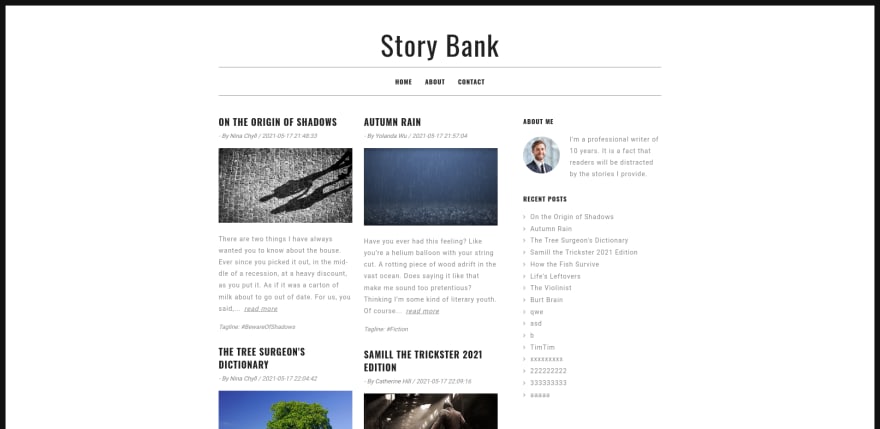 Story Bank
HOME ABOUT CONTACT
ON THE ORIGIN OF SHADOWS
- By Nina Chyll / 2021-05-17 21:48:33
There are two things I have always
wanted you to know about the house.
Ever since you picked it out, in the mid-
dle of a recession, at a heavy discount,
as you put it. As if it was a carton of
milk about to go out of date. For us, you
said,... read more
Tagline: #BewareOfShadows
THE TREE SURGEON'S
DICTIONARY
- By Nina Chyll / 2021-05-17 22:04:42
AUTUMN RAIN
- By Yolanda Wu / 2021-05-17 21:57:04
Have you ever had this feeling? Like
you're a helium balloon with your string
cut. A rotting piece of wood adrift in the
vast ocean. Does saying it like that
make me sound too pretentious?
Thinking I'm some kind of literary youth.
Of course... read more
Tagline: #Fiction
SAMILL THE TRICKSTER 2021
EDITION
- By Catherine Hill / 2021-05-17 22:09:16
ABOUT ME
I'm a professional writer of
10 years. It is a fact that
readers will be distracted
by the stories I provide.
RECENT POSTS
On the Origin of Shadows
Autumn Rain
The Tree Surgeon's Dictionary
Samill the Trickster 2021 Edition
How the Fish Survive
Life's Leftovers
The Violinist
Burt Brain
qwe
asd
b
TimTim
xxxxxxxxx
222222222
333333333
aaaaa